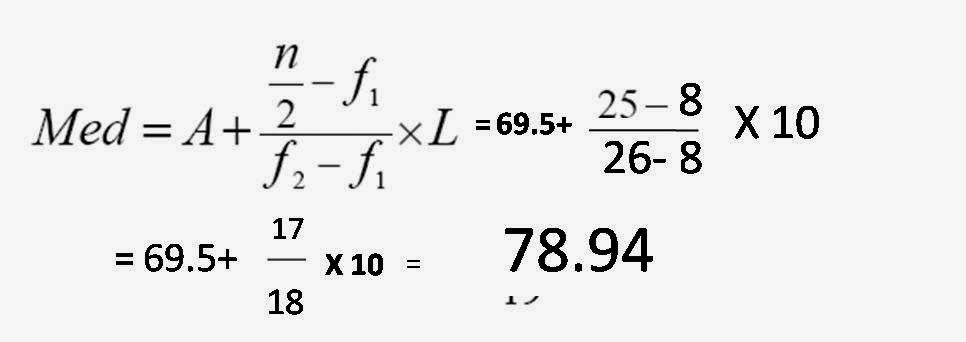 Med = A + (n/2 − f₁)/(f₂ − f₁) × L = 69.5+ (25 − 8)/(26- 8) X 10
= 69.5+ 17/18 X 10 = 78.94